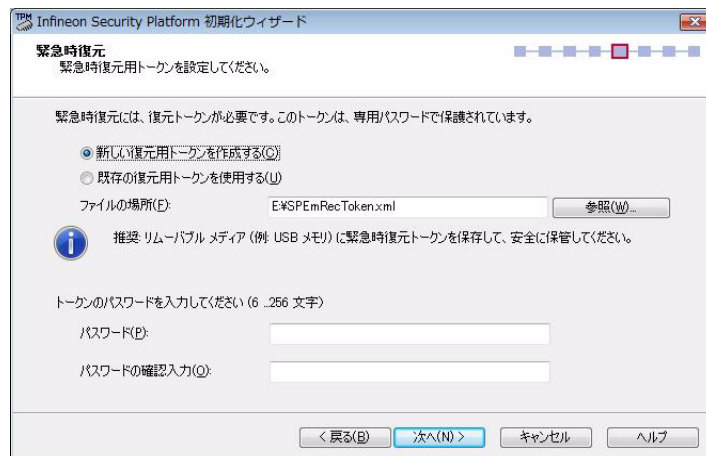 TPM
Infineon Security Platform 初期化ウィザード
緊急時復元
緊急時復元用トークンを設定してください。
緊急時復元には、復元トークンが必要です。このトークンは、専用パスワードで保護されています。
新しい復元用トークンを作成する(C)
既存の復元用トークンを使用する(U)
ファイルの場所(F): E:¥SPEmRecToken.xml 参照(W)...
推奨: リムーバブル メディア (例: USB メモリ) に緊急時復元トークンを保存して、安全に保管してください。
トークンのパスワードを入力してください (6 ..256 文字)
パスワード(P):
パスワードの確認入力(O):
< 戻る(B) 次へ(N) > キャンセル ヘルプ